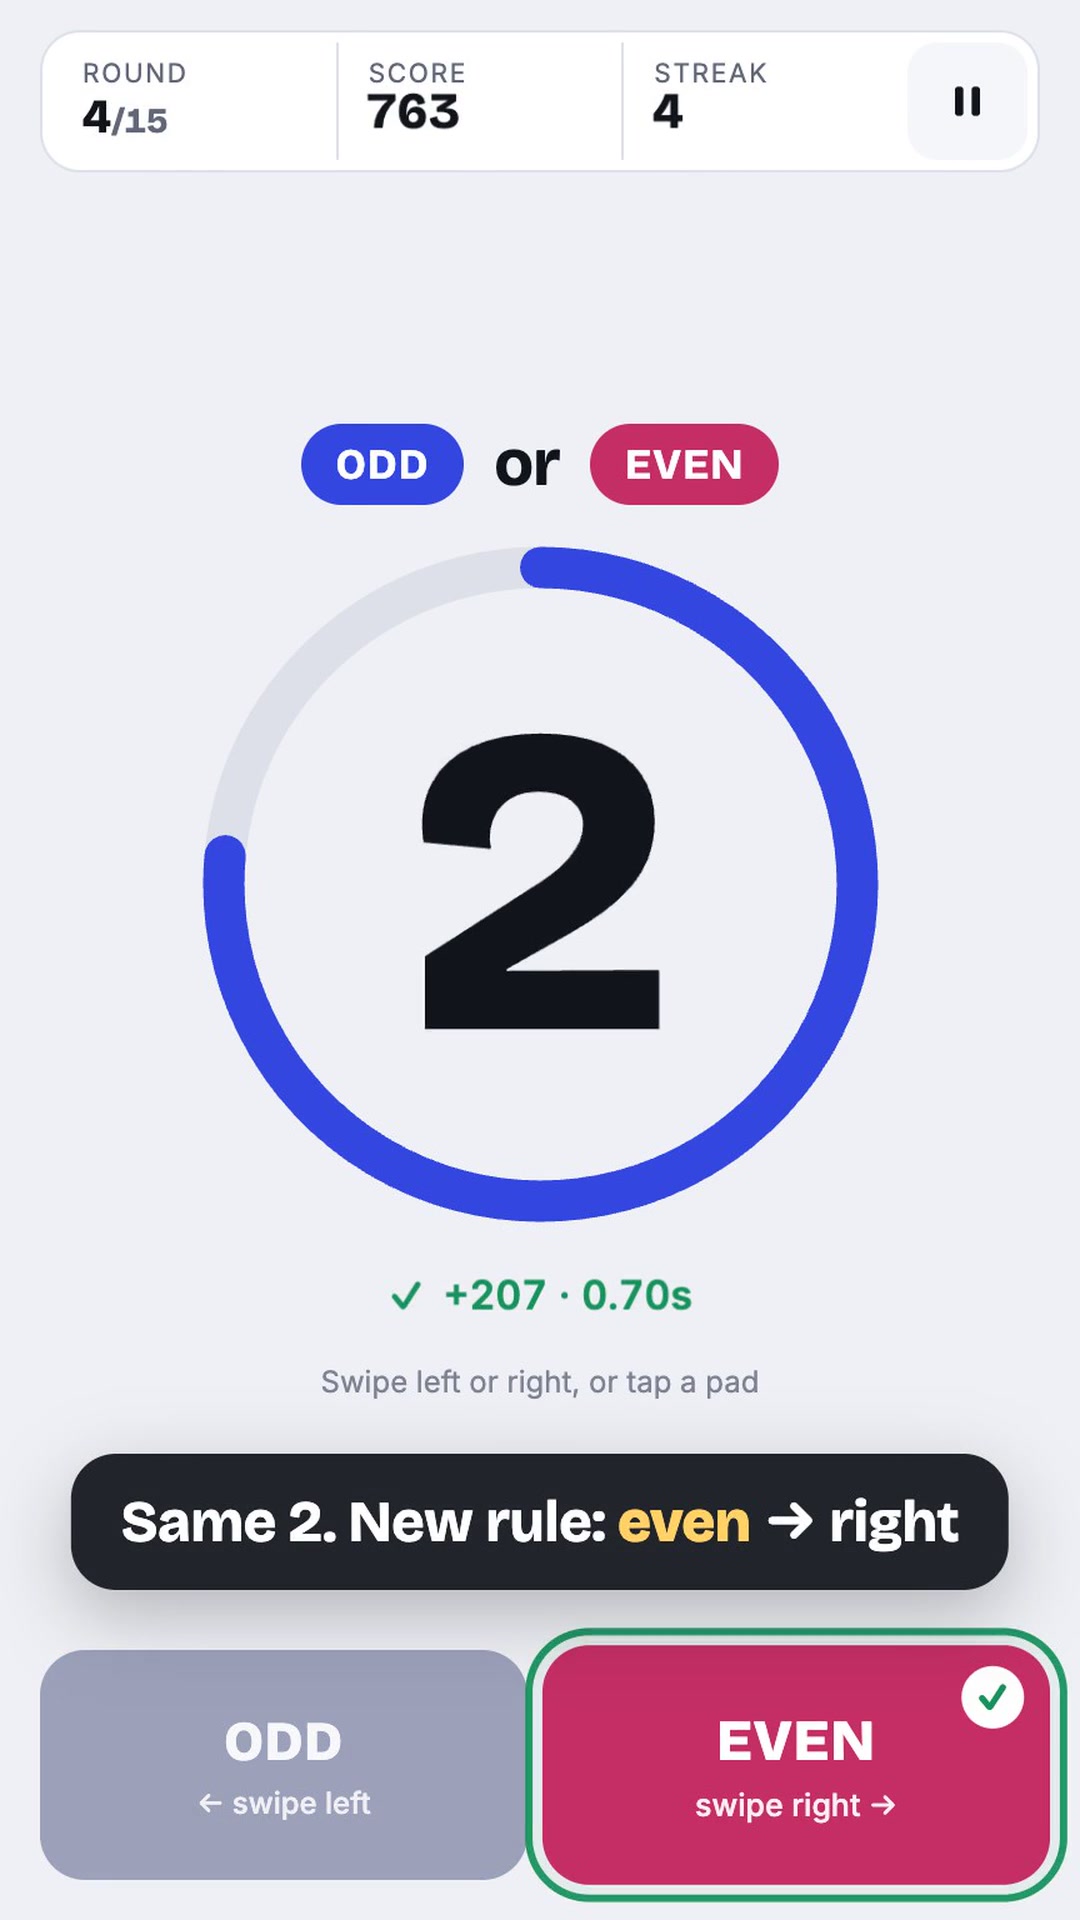 ROUND
4/15
SCORE
763
STREAK
4
ODD or EVEN
2
✓ +207 · 0.70s
Swipe left or right, or tap a pad
Same 2. New rule: even → right
ODD
← swipe left
EVEN
swipe right →